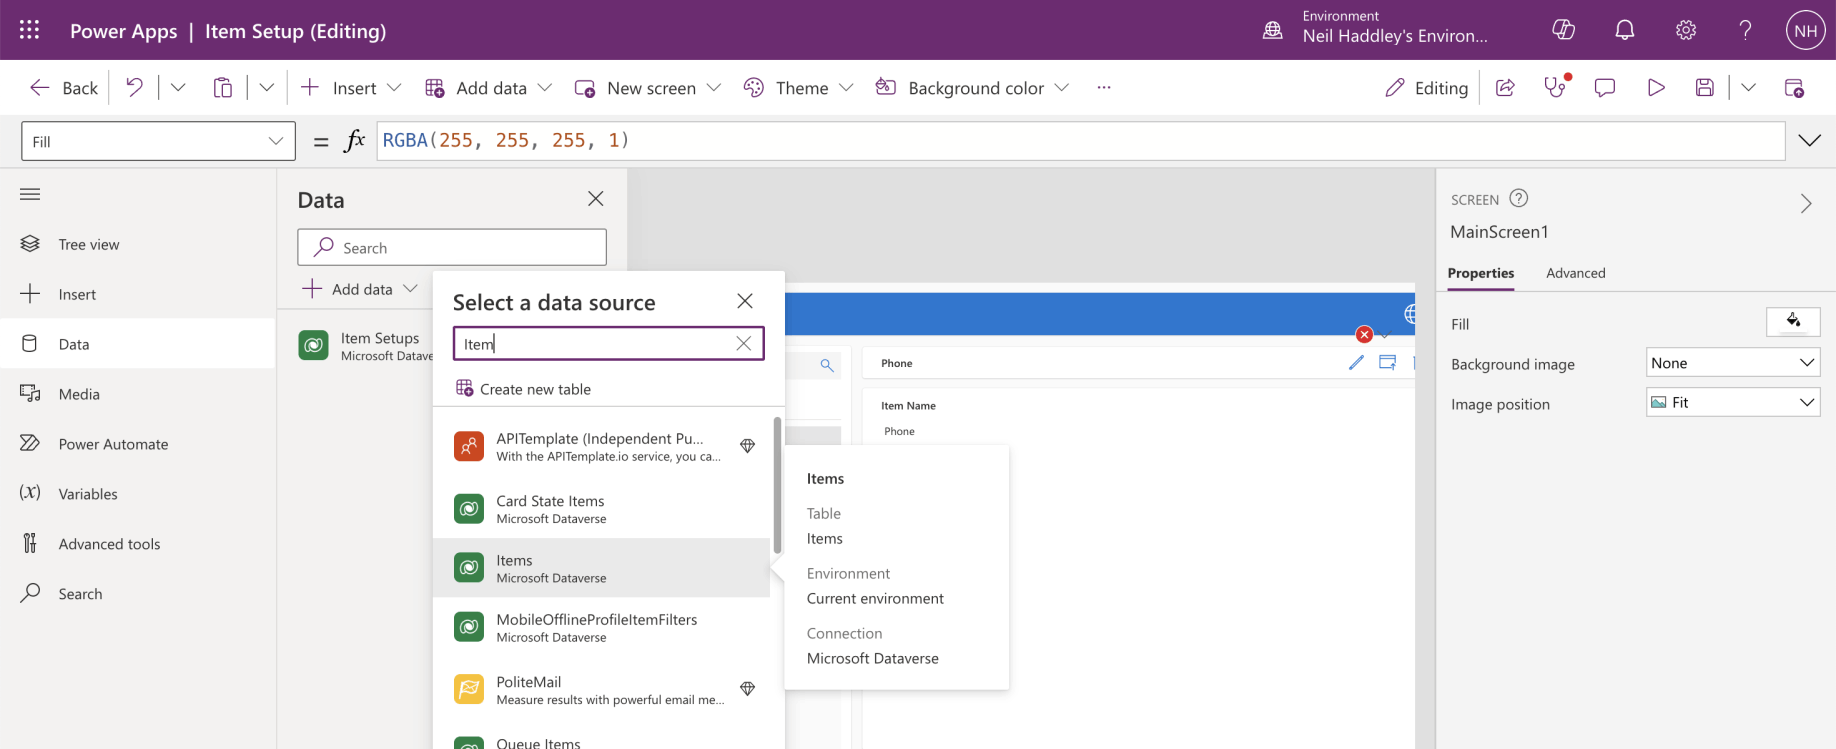 Power Apps | Item Setup (Editing)
Environment
Neil Haddley's Environ...
NH
Back
Insert
Add data
New screen
Theme
Background color
...
Editing
Fill
= fx
RGBA(255, 255, 255, 1)
Tree view
Insert
Data
Media
Power Automate
(x) Variables
Advanced tools
Search
Data
Search
Add data
Item Setups
Microsoft Datave
Select a data source
Item
Create new table
APITemplate (Independent Pu...
With the APITemplate.io service, you ca...
Card State Items
Microsoft Dataverse
Items
Microsoft Dataverse
MobileOfflineProfileItemFilters
Microsoft Dataverse
PoliteMail
Measure results with powerful email me...
Queue Items
Items
Table
Items
Environment
Current environment
Connection
Microsoft Dataverse
Phone
Item Name
Phone
SCREEN
MainScreen1
Properties
Advanced
Fill
Background image
None
Image position
Fit